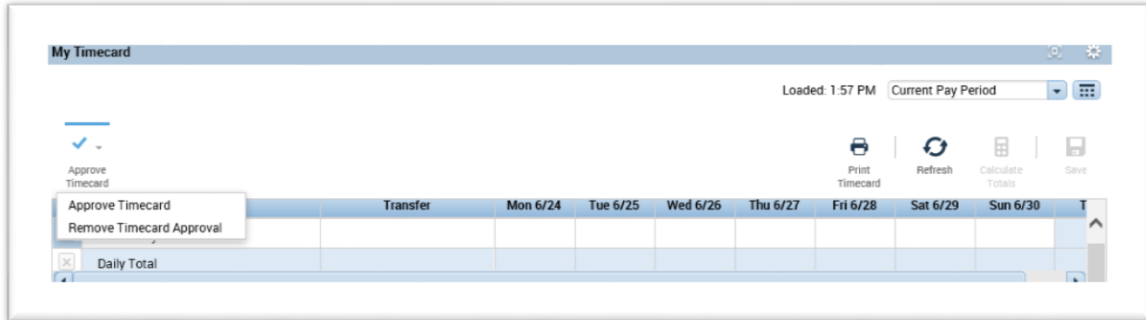 My Timecard
Loaded: 1:57 PM Current Pay Period
Approve
Timecard
Print
Timecard
Refresh
Calculate
Totals
Save
Approve Timecard
Remove Timecard Approval
Transfer Mon 6/24 Tue 6/25 Wed 6/26 Thu 6/27 Fri 6/28 Sat 6/29 Sun 6/30 T
Daily Total